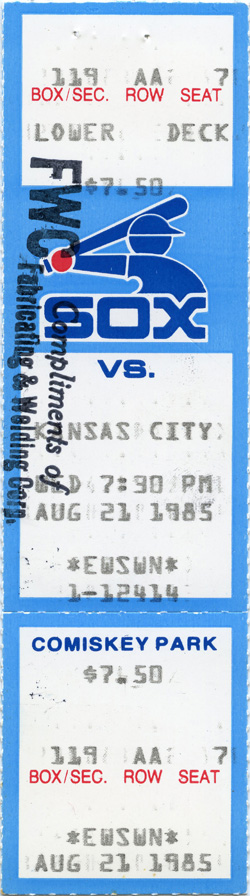 119 AA 7
BOX/SEC. ROW SEAT
LOWER DECK
$7.50
SOX
VS.
KANSAS CITY
WED 7:30 PM
AUG 21 1985
*EWSWN*
1-12414
FWC
Compliments of
Fabricating & Welding Corp.
COMISKEY PARK
$7.50
119 AA 7
BOX/SEC. ROW SEAT
*EWSWN*
AUG 21 1985